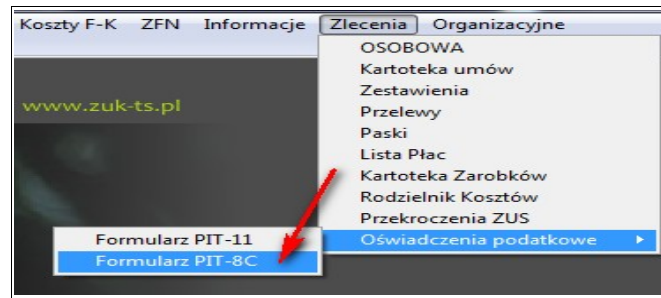 Koszty F-K ZFN Informacje Zlecenia Organizacyjne
OSOBOWA
Kartoteka umów
Zestawienia
www.zuk-ts.pl
Przelewy
Paski
Lista Płac
Kartoteka Zarobków
Rodzielnik Kosztów
Przekroczenia ZUS
Oświadczenia podatkowe
Formularz PIT-11
Formularz PIT-8C